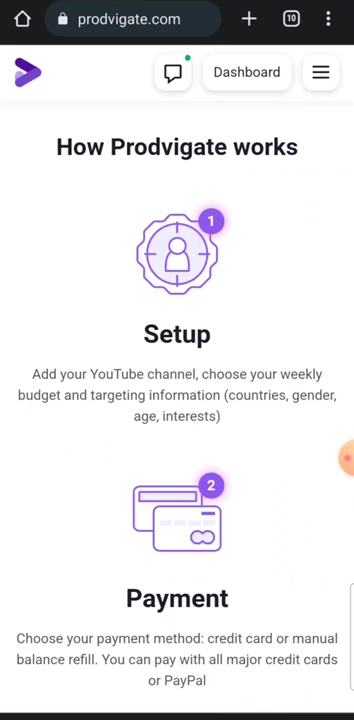 prodvigate.com
10
Dashboard
How Prodvigate works
1
Setup
Add your YouTube channel, choose your weekly
budget and targeting information (countries, gender,
age, interests)
2
Payment
Choose your payment method: credit card or manual
balance refill. You can pay with all major credit cards
or PayPal